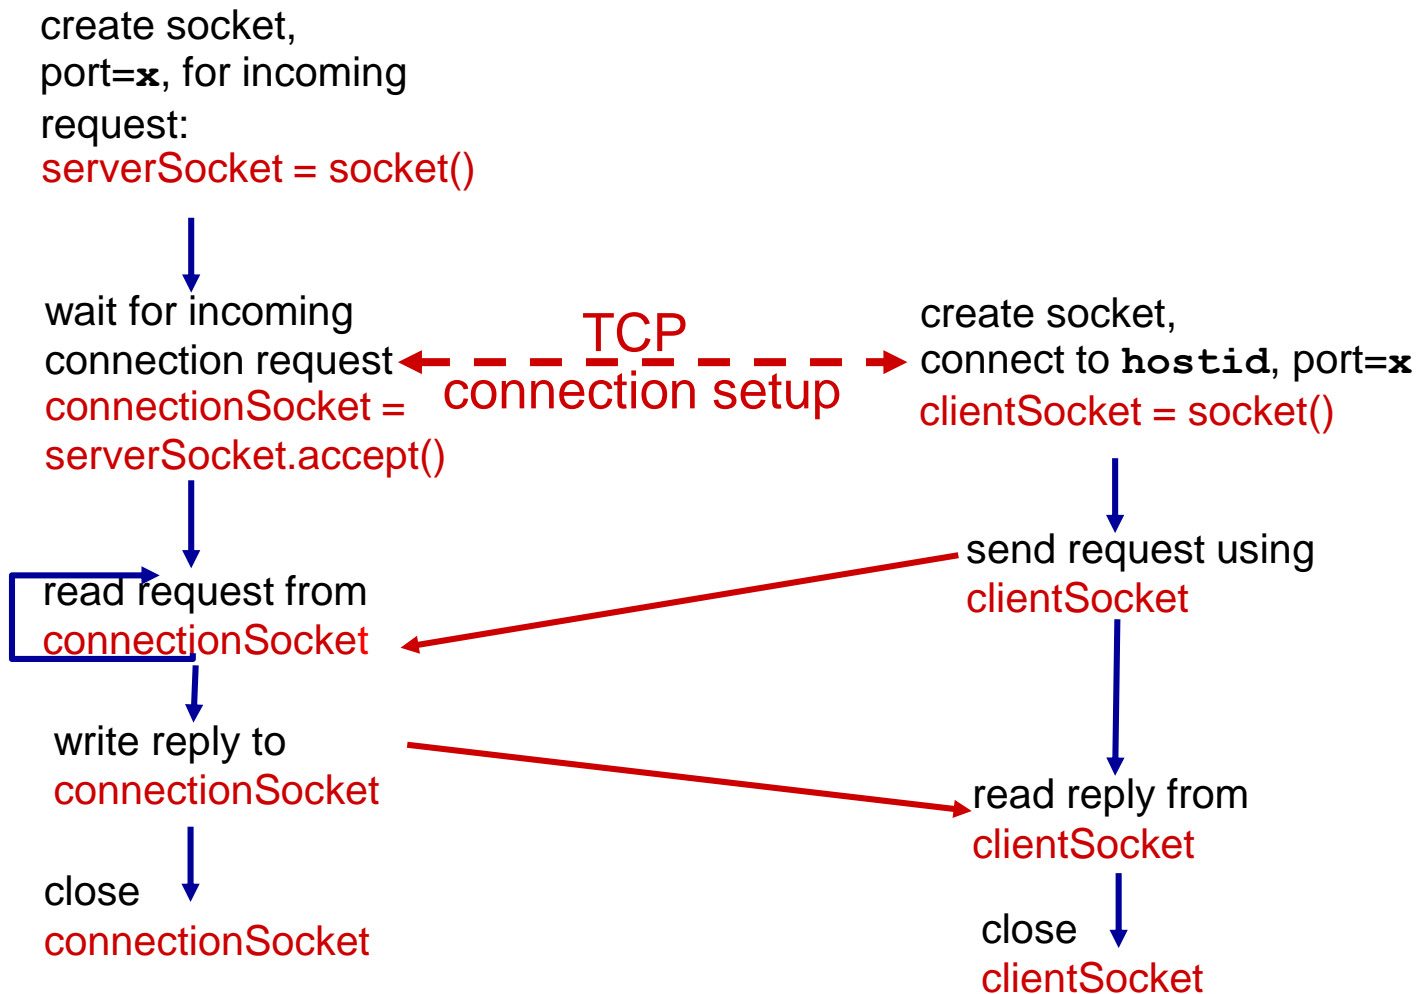 create socket,
port=x, for incoming
request:
serverSocket = socket()
wait for incoming
connection request
connectionSocket =
serverSocket.accept()
TCP
connection setup
create socket,
connect to hostid, port=x
clientSocket = socket()
read request from
connectionSocket
send request using
clientSocket
write reply to
connectionSocket
read reply from
clientSocket
close
connectionSocket
close
clientSocket